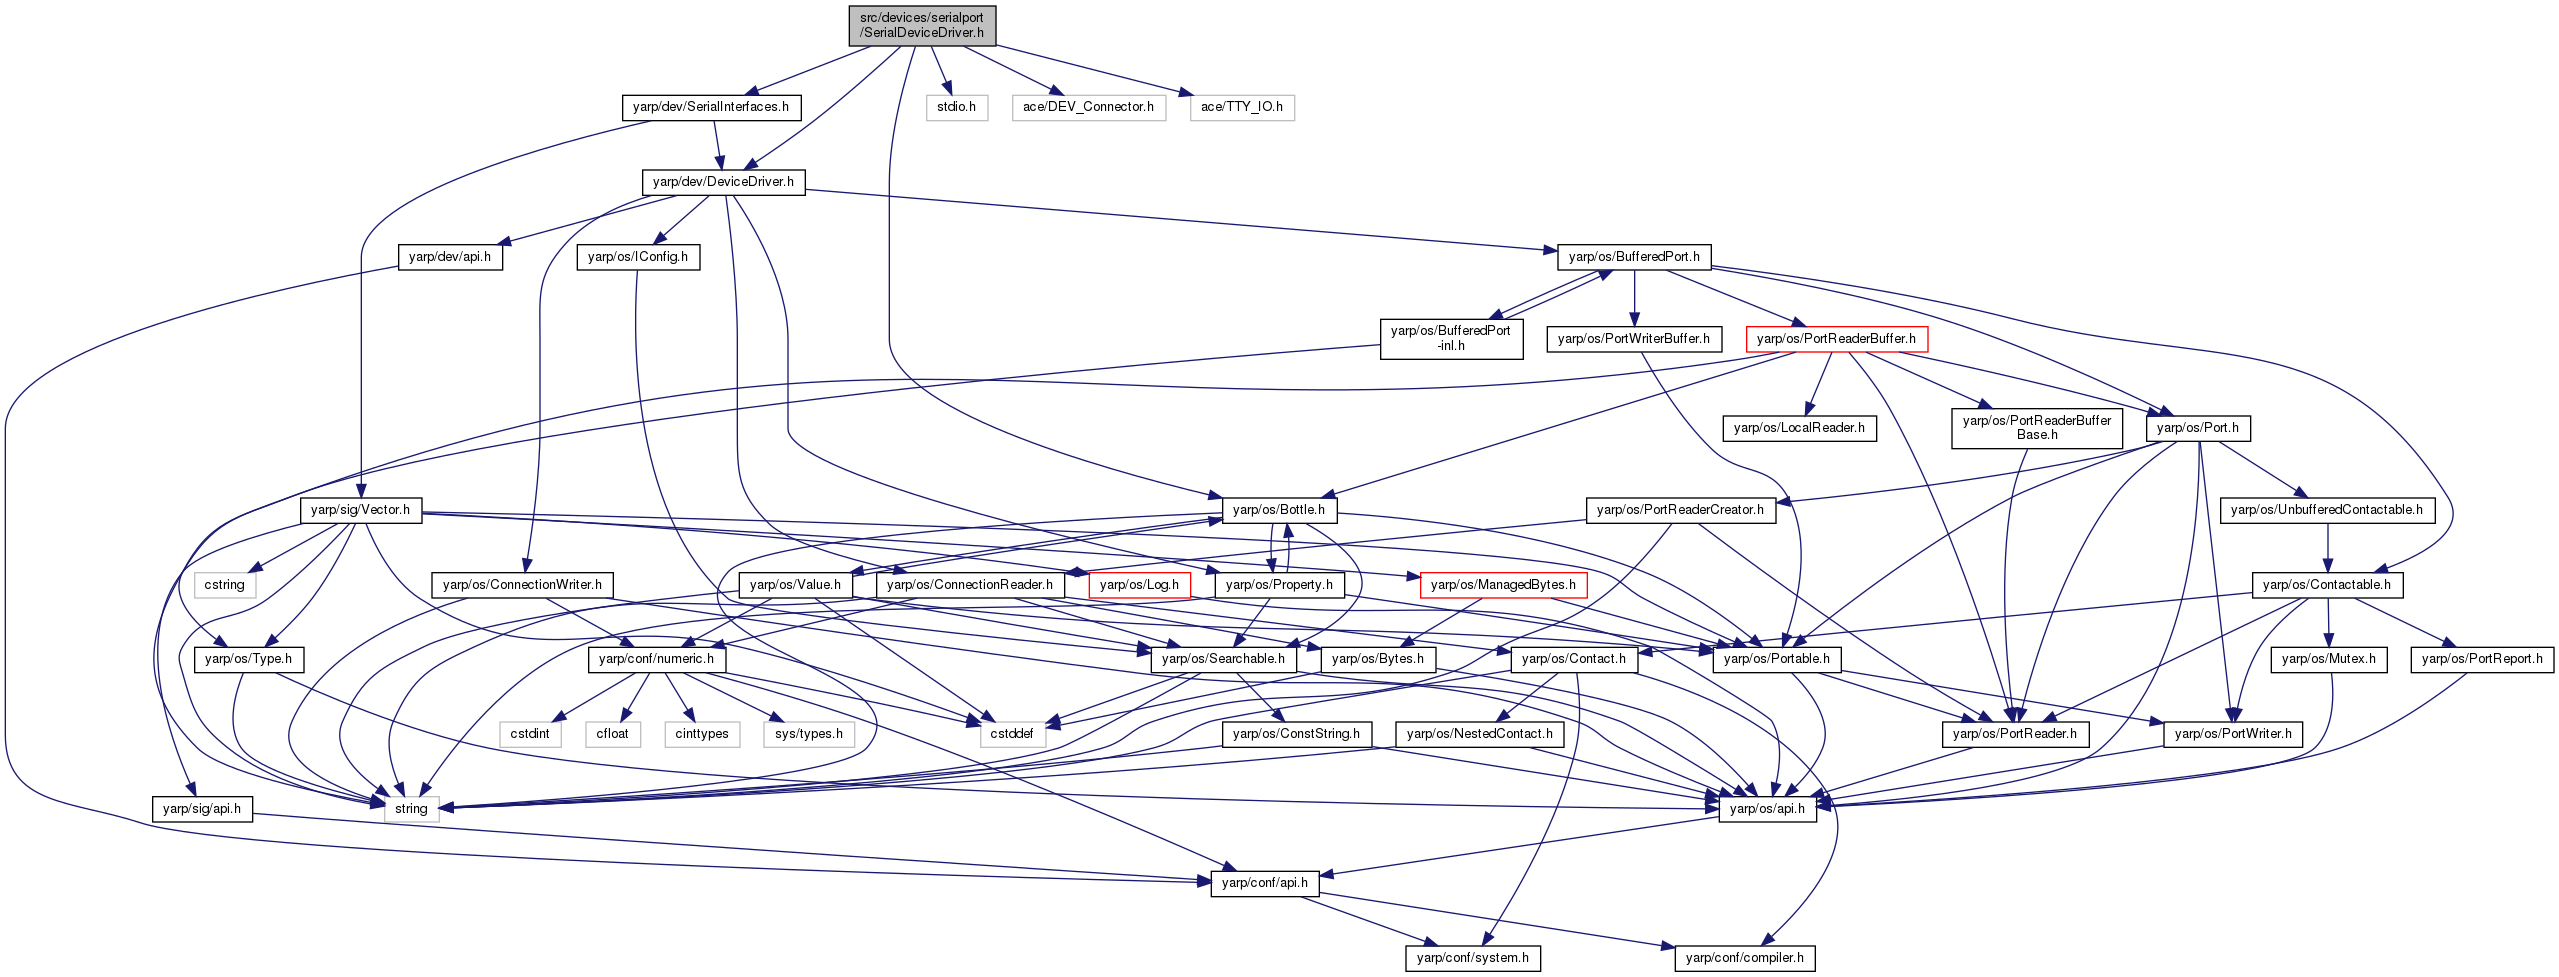 src/devices/serialport
/SerialDeviceDriver.h
yarp/dev/SerialInterfaces.h
stdio.h
ace/DEV_Connector.h
ace/TTY_IO.h
yarp/dev/DeviceDriver.h
yarp/dev/api.h
yarp/os/IConfig.h
yarp/os/BufferedPort.h
yarp/os/BufferedPort
-inl.h
yarp/os/PortWriterBuffer.h
yarp/os/PortReaderBuffer.h
yarp/os/LocalReader.h
yarp/os/PortReaderBuffer
Base.h
yarp/os/Port.h
yarp/sig/Vector.h
yarp/os/Bottle.h
yarp/os/PortReaderCreator.h
yarp/os/UnbufferedContactable.h
cstring
yarp/os/ConnectionWriter.h
yarp/os/Value.h
yarp/os/ConnectionReader.h
yarp/os/Log.h
yarp/os/Property.h
yarp/os/ManagedBytes.h
yarp/os/Contactable.h
yarp/os/Type.h
yarp/conf/numeric.h
yarp/os/Searchable.h
yarp/os/Bytes.h
yarp/os/Contact.h
yarp/os/Portable.h
yarp/os/Mutex.h
yarp/os/PortReport.h
cstdint
cfloat
cinttypes
sys/types.h
cstddef
yarp/os/ConstString.h
yarp/os/NestedContact.h
yarp/os/PortReader.h
yarp/os/PortWriter.h
yarp/sig/api.h
string
yarp/os/api.h
yarp/conf/api.h
yarp/conf/system.h
yarp/conf/compiler.h